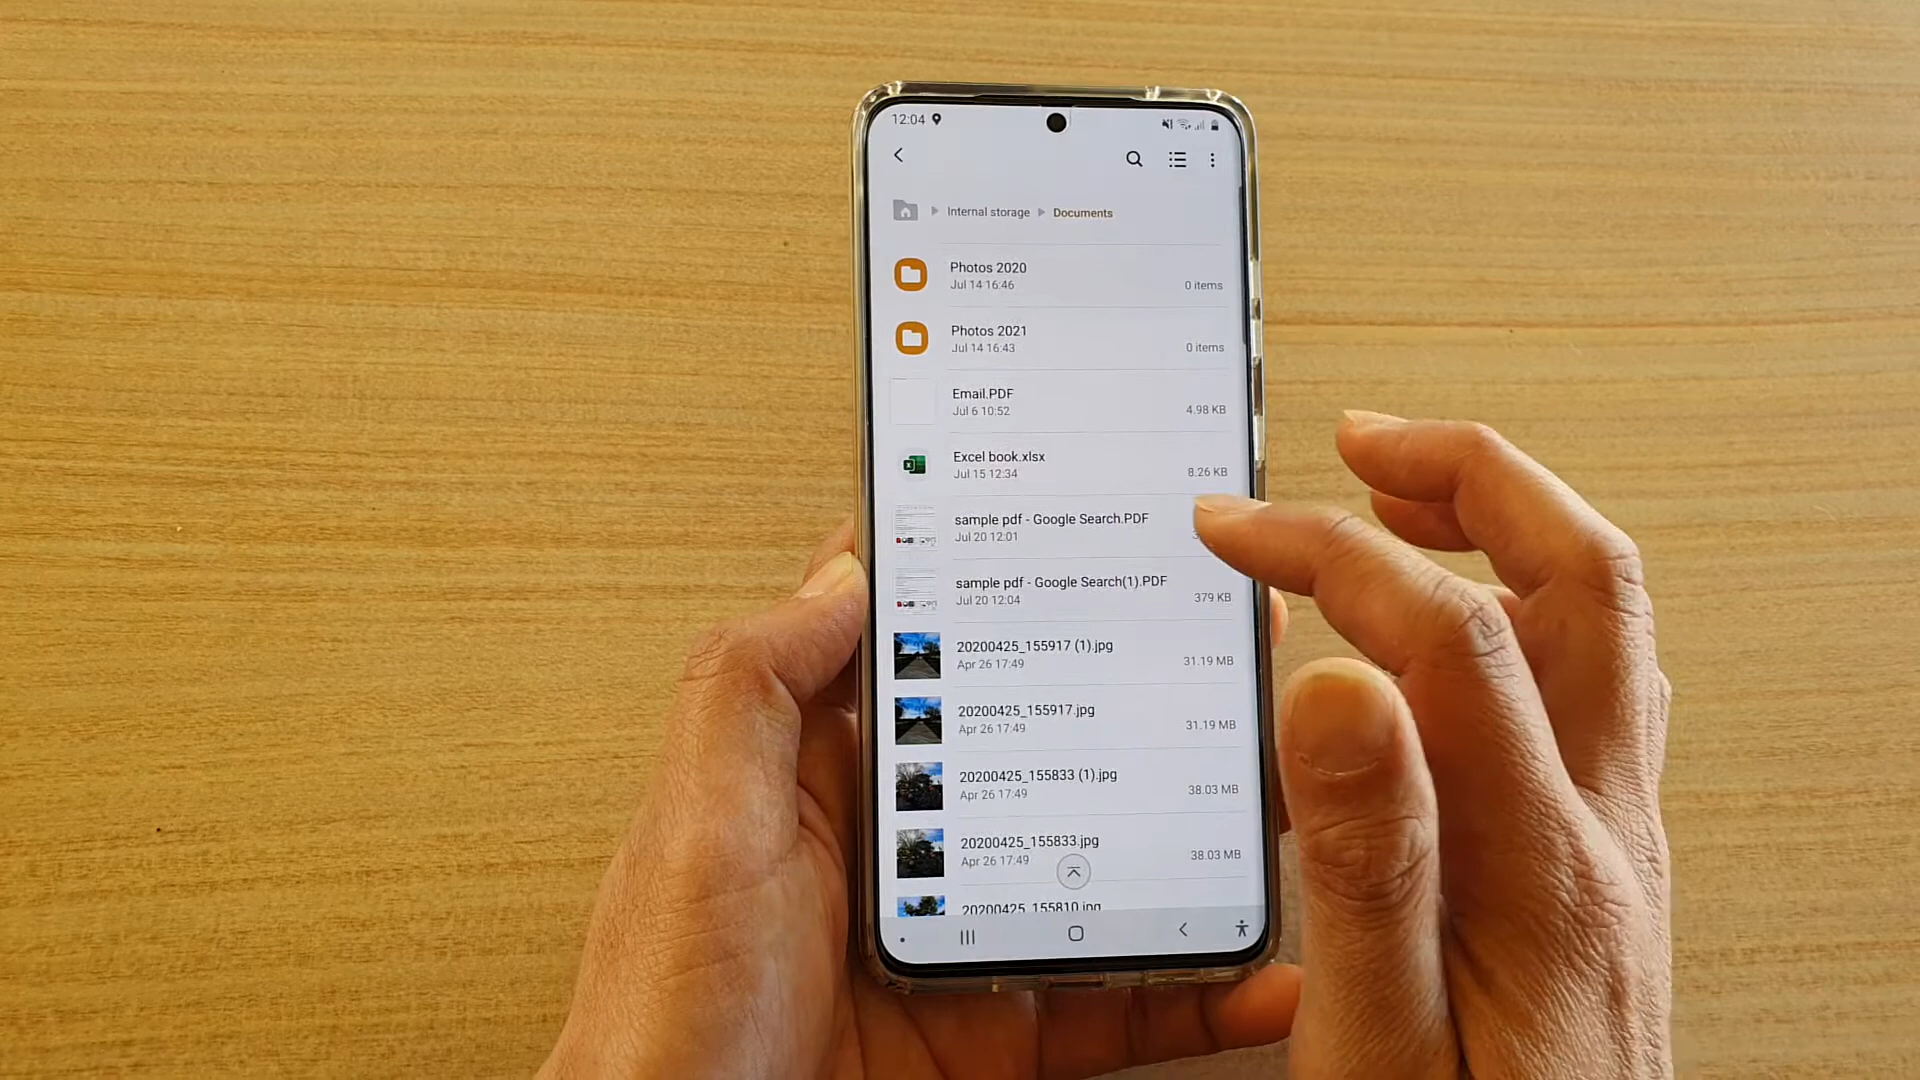 12:04
Internal storage Documents
Photos 2020
Jul 14 16:46
0 items
Photos 2021
Jul 14 16:43
0 items
Email.PDF
Jul 6 10:52
4.98 KB
Excel book.xlsx
Jul 15 12:34
8.26 KB
sample pdf - Google Search.PDF
Jul 20 12:01
sample pdf - Google Search(1).PDF
Jul 20 12:04
379 KB
20200425_155917 (1).jpg
Apr 26 17:49
31.19 MB
20200425_155917.jpg
Apr 26 17:49
31.19 MB
20200425_155833 (1).jpg
Apr 26 17:49
38.03 MB
20200425_155833.jpg
Apr 26 17:49
38.03 MB
20200425_155810.jpg